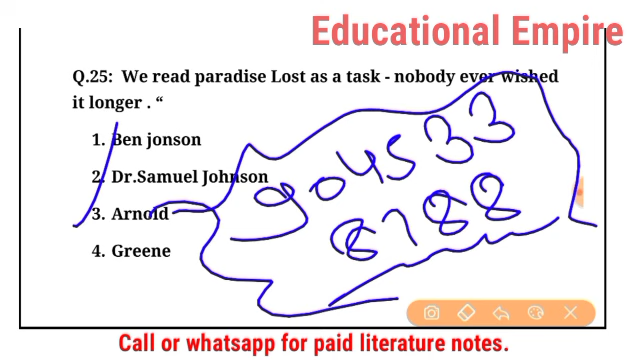 Educational Empire
Q.25: We read paradise Lost as a task - nobody ever wished
it longer . “
1. Ben jonson
2. Dr.Samuel Johnson
3. Arnold
4. Greene
904533
8788
Call or whatsapp for paid literature notes.